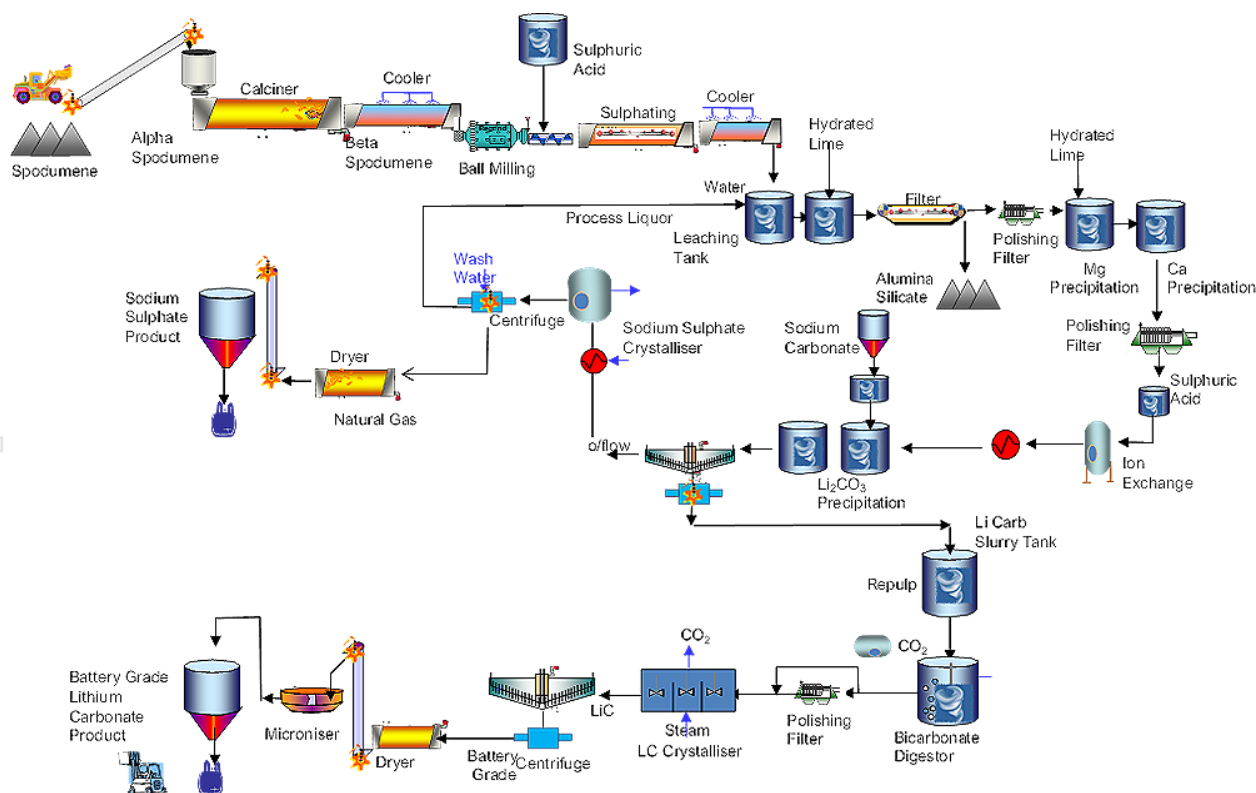 Sulphuric
Acid
Calciner
Cooler
Cooler
Sulphating
Hydrated
Lime
Hydrated
Lime
Spodumene
Alpha
Spodumene
Beta
Spodumene
Ball Milling
Water
Process Liquor
Leaching
Tank
Filter
Polishing
Filter
Mg
Precipitation
Ca
Precipitation
Alumina
Silicate
Wash
Water
Centrifuge
Sodium
Sulphate
Product
Sodium Sulphate
Crystalliser
Sodium
Carbonate
Polishing
Filter
Dryer
Natural Gas
Sulphuric
Acid
o/flow
Li₂CO₃
Precipitation
Ion
Exchange
Li Carb
Slurry Tank
Repulp
CO₂
CO₂
Battery Grade
Lithium
Carbonate
Product
Microniser
Dryer
Battery
Grade
Centrifuge
LiC
Steam
LC Crystalliser
Polishing
Filter
Bicarbonate
Digestor